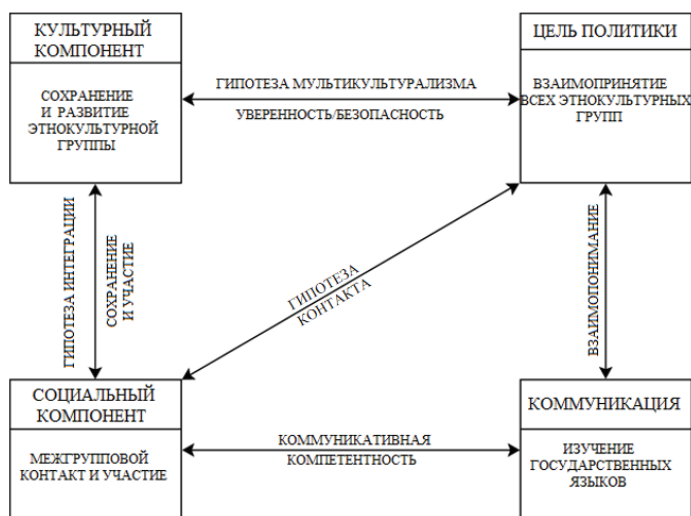 КУЛЬТУРНЫЙ
КОМПОНЕНТ
СОХРАНЕНИЕ
И РАЗВИТИЕ
ЭТНОКУЛЬТУРНОЙ
ГРУППЫ
ГИПОТЕЗА МУЛЬТИКУЛЬТУРАЛИЗМА
УВЕРЕННОСТЬ/БЕЗОПАСНОСТЬ
ЦЕЛЬ ПОЛИТИКИ
ВЗАИМОПРИНЯТИЕ
ВСЕХ ЭТНОКУЛЬТУРНЫХ
ГРУПП
ГИПОТЕЗА ИНТЕГРАЦИИ
СОХРАНЕНИЕ
И УЧАСТИЕ
ГИПОТЕЗА
КОНТАКТА
ВЗАИМОПОНИМАНИЕ
СОЦИАЛЬНЫЙ
КОМПОНЕНТ
МЕЖГРУППОВОЙ
КОНТАКТ И УЧАСТИЕ
КОММУНИКАТИВНАЯ
КОМПЕТЕНТНОСТЬ
КОММУНИКАЦИЯ
ИЗУЧЕНИЕ
ГОСУДАРСТВЕННЫХ
ЯЗЫКОВ